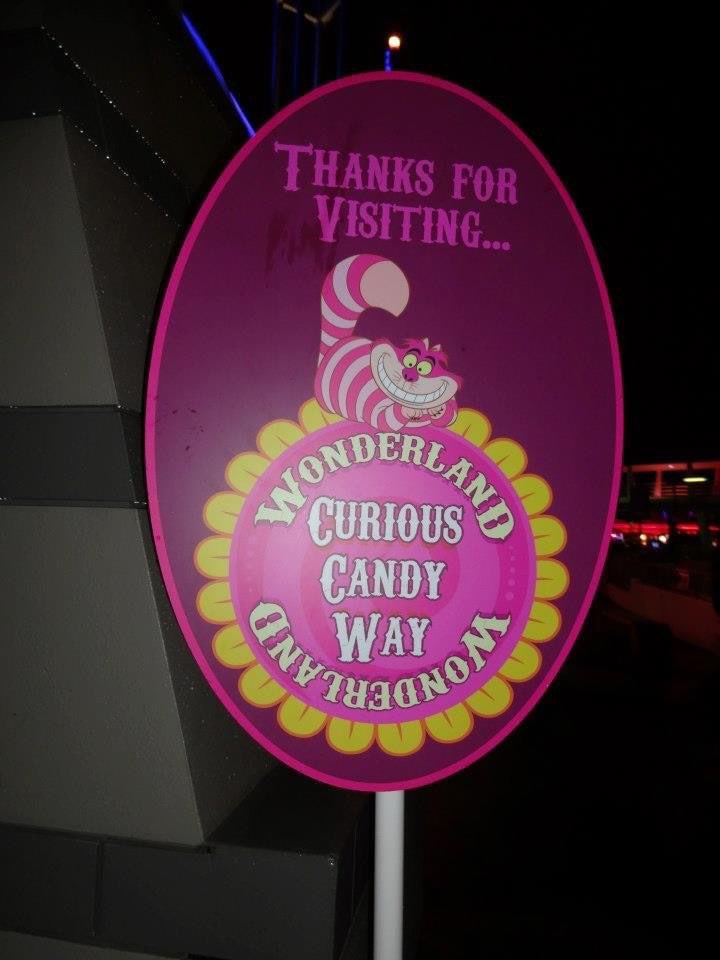 THANKS FOR
VISITING...
WONDERLAND
CURIOUS
CANDY
WAY
WONDERLAND